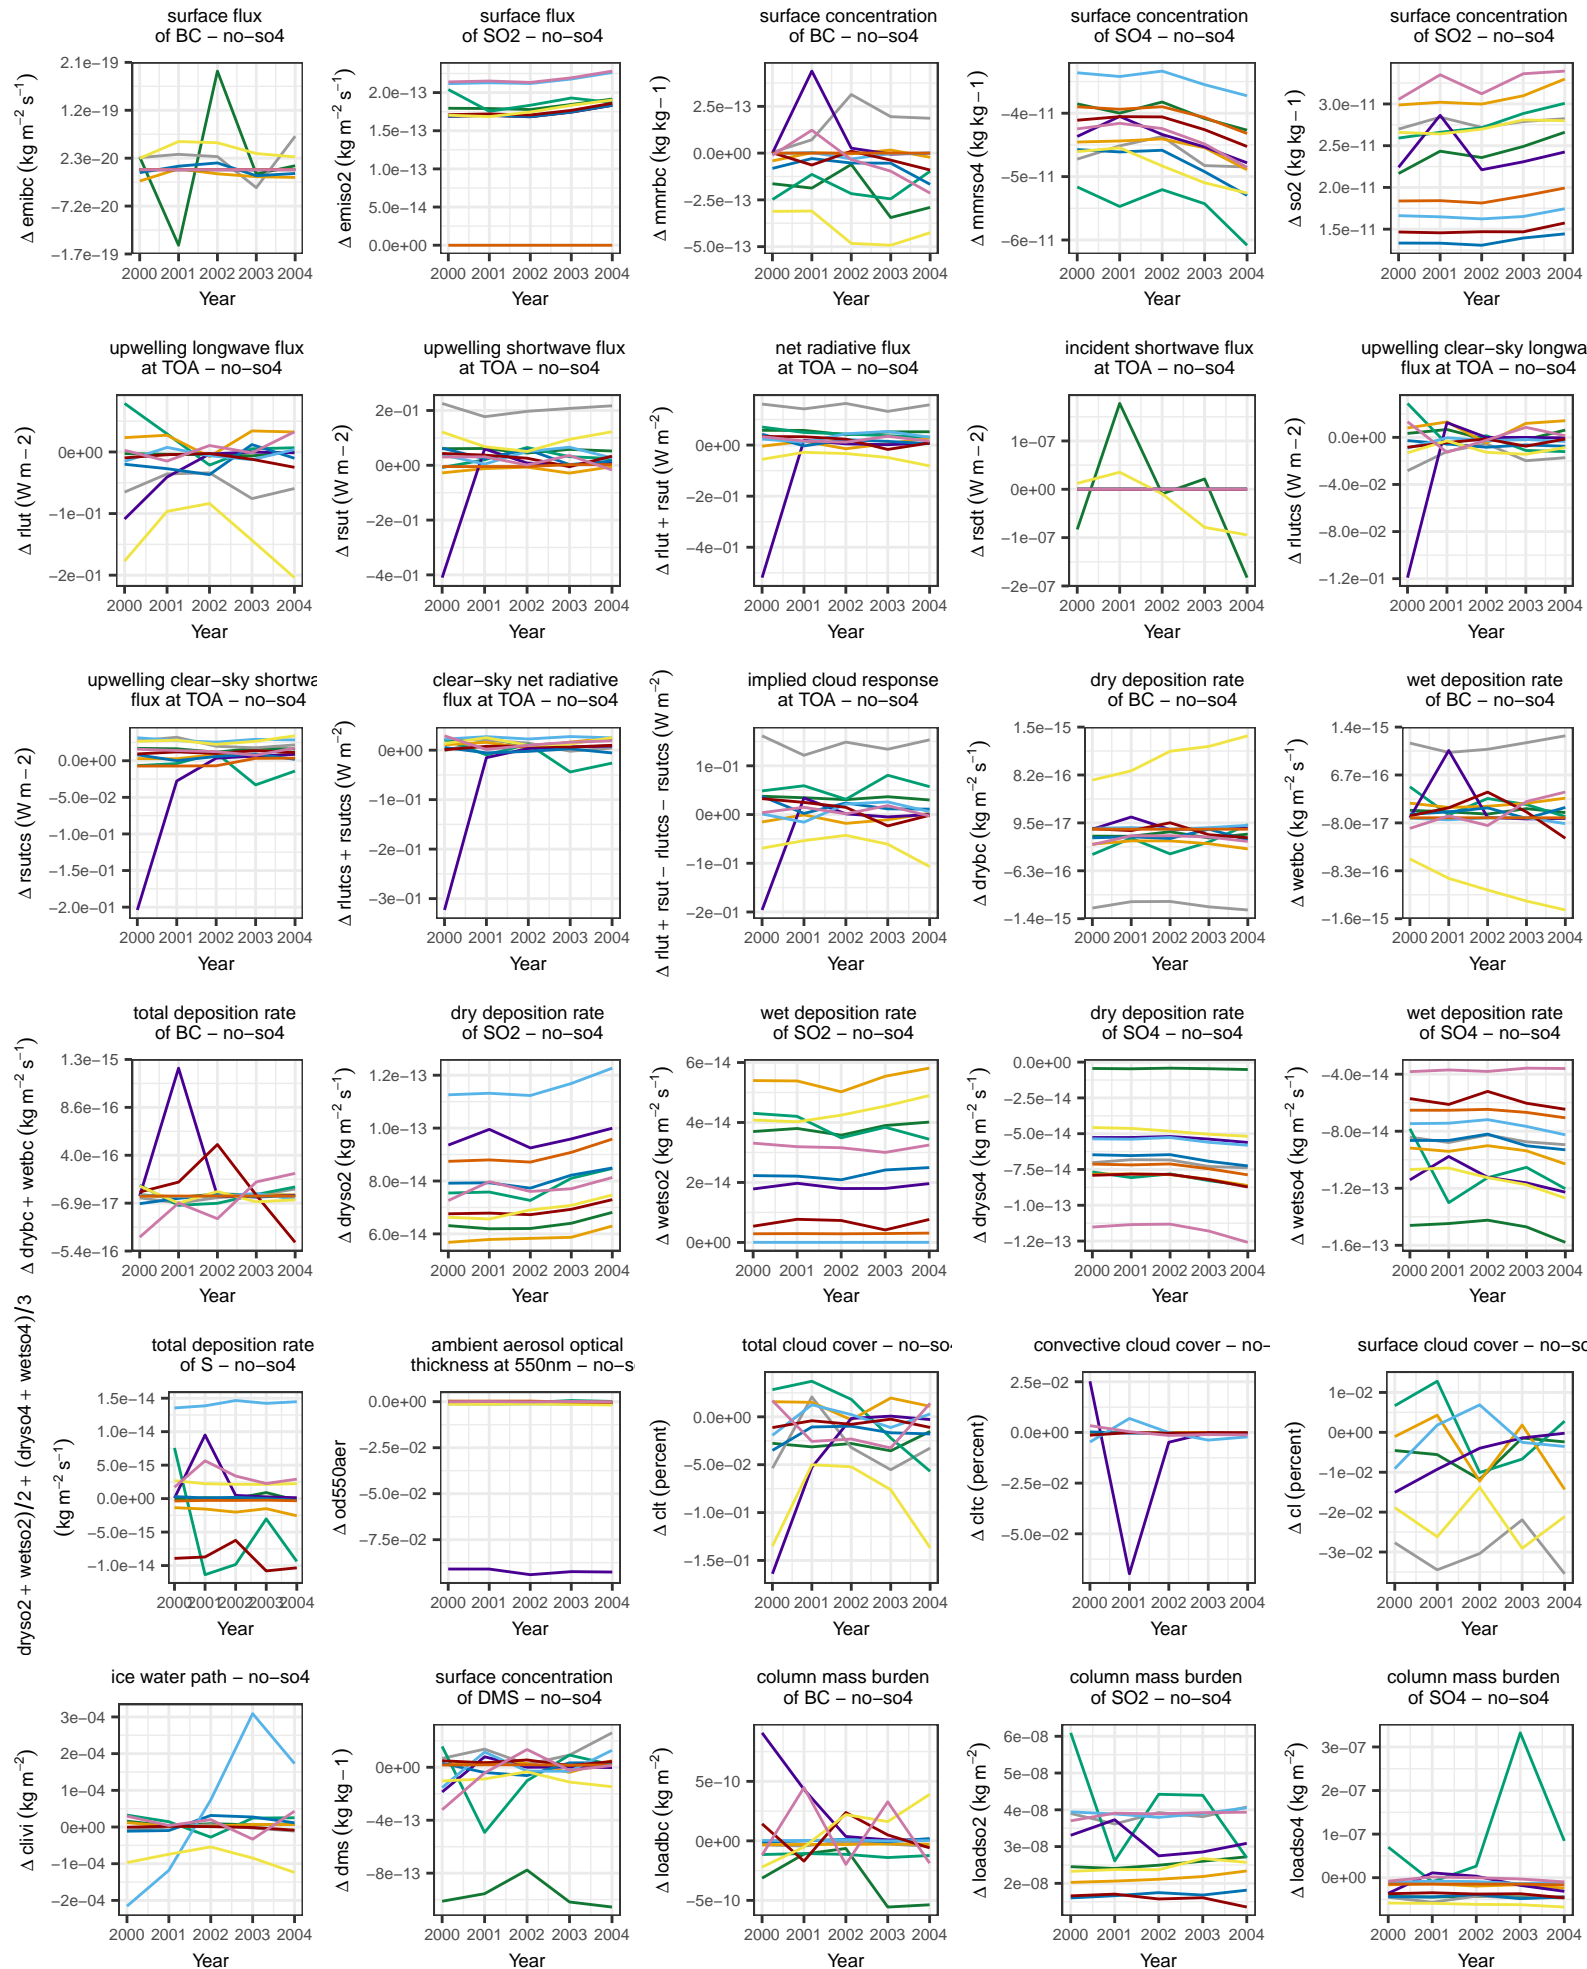 surface flux
of BC − no−so4
Δ emibc (kg m−2 s−1)
2.1e−19
1.2e−19
2.3e−20
−7.2e−20
−1.7e−19
2000 2001 2002 2003 2004
Year
surface flux
of SO2 − no−so4
Δ emiso2 (kg m−2 s−1)
2.0e−13
1.5e−13
1.0e−13
5.0e−14
0.0e+00
2000 2001 2002 2003 2004
Year
surface concentration
of BC − no−so4
Δ mmrbc (kg kg − 1)
2.5e−13
0.0e+00
−2.5e−13
−5.0e−13
2000 2001 2002 2003 2004
Year
surface concentration
of SO4 − no−so4
Δ mmrso4 (kg kg − 1)
−4e−11
−5e−11
−6e−11
2000 2001 2002 2003 2004
Year
surface concentration
of SO2 − no−so4
Δ so2 (kg kg − 1)
3.0e−11
2.5e−11
2.0e−11
1.5e−11
2000 2001 2002 2003 2004
Year
upwelling longwave flux
at TOA − no−so4
Δ rlut (W m − 2)
0e+00
−1e−01
−2e−01
2000 2001 2002 2003 2004
Year
upwelling shortwave flux
at TOA − no−so4
Δ rsut (W m − 2)
2e−01
0e+00
−2e−01
−4e−01
2000 2001 2002 2003 2004
Year
net radiative flux
at TOA − no−so4
Δ rlut + rsut (W m−2)
0e+00
−2e−01
−4e−01
2000 2001 2002 2003 2004
Year
incident shortwave flux
at TOA − no−so4
Δ rsdt (W m − 2)
1e−07
0e+00
−1e−07
−2e−07
2000 2001 2002 2003 2004
Year
upwelling clear−sky longwa
flux at TOA − no−so4
Δ rlutcs (W m − 2)
0.0e+00
−4.0e−02
−8.0e−02
−1.2e−01
2000 2001 2002 2003 2004
Year
upwelling clear−sky shortwa
flux at TOA − no−so4
Δ rsutcs (W m − 2)
0.0e+00
−5.0e−02
−1.0e−01
−1.5e−01
−2.0e−01
2000 2001 2002 2003 2004
Year
clear−sky net radiative
flux at TOA − no−so4
Δ rlutcs + rsutcs (W m−2)
0e+00
−1e−01
−2e−01
−3e−01
2000 2001 2002 2003 2004
Year
implied cloud response
at TOA − no−so4
Δ rlut + rsut − rlutcs − rsutcs (W m−2)
1e−01
0e+00
−1e−01
−2e−01
2000 2001 2002 2003 2004
Year
dry deposition rate
of BC − no−so4
Δ drybc (kg m−2 s−1)
1.5e−15
8.2e−16
9.5e−17
−6.3e−16
−1.4e−15
2000 2001 2002 2003 2004
Year
wet deposition rate
of BC − no−so4
Δ wetbc (kg m−2 s−1)
1.4e−15
6.7e−16
−8.0e−17
−8.3e−16
−1.6e−15
2000 2001 2002 2003 2004
Year
total deposition rate
of BC − no−so4
Δ drybc + wetbc (kg m−2 s−1)
1.3e−15
8.6e−16
4.0e−16
−6.9e−17
−5.4e−16
2000 2001 2002 2003 2004
Year
dry deposition rate
of SO2 − no−so4
Δ dryso2 (kg m−2 s−1)
1.2e−13
1.0e−13
8.0e−14
6.0e−14
2000 2001 2002 2003 2004
Year
wet deposition rate
of SO2 − no−so4
Δ wetso2 (kg m−2 s−1)
6e−14
4e−14
2e−14
0e+00
2000 2001 2002 2003 2004
Year
dry deposition rate
of SO4 − no−so4
Δ dryso4 (kg m−2 s−1)
0.0e+00
−2.5e−14
−5.0e−14
−7.5e−14
−1.0e−13
−1.2e−13
2000 2001 2002 2003 2004
Year
wet deposition rate
of SO4 − no−so4
Δ wetso4 (kg m−2 s−1)
−4.0e−14
−8.0e−14
−1.2e−13
−1.6e−13
2000 2001 2002 2003 2004
Year
total deposition rate
of S − no−so4
dryso2 + wetso2)/2 + (dryso4 + wetso4)/3
(kg m−2 s−1)
1.5e−14
1.0e−14
5.0e−15
0.0e+00
−5.0e−15
−1.0e−14
2000 2001 2002 2003 2004
Year
ambient aerosol optical
thickness at 550nm − no−s
Δ od550aer
0.0e+00
−2.5e−02
−5.0e−02
−7.5e−02
2000 2001 2002 2003 2004
Year
total cloud cover − no−so
Δ clt (percent)
0.0e+00
−5.0e−02
−1.0e−01
−1.5e−01
2000 2001 2002 2003 2004
Year
convective cloud cover − no−
Δ cltc (percent)
2.5e−02
0.0e+00
−2.5e−02
−5.0e−02
2000 2001 2002 2003 2004
Year
surface cloud cover − no−so
Δ cl (percent)
1e−02
0e+00
−1e−02
−2e−02
−3e−02
2000 2001 2002 2003 2004
Year
ice water path − no−so4
Δ clivi (kg m−2)
3e−04
2e−04
1e−04
0e+00
−1e−04
−2e−04
2000 2001 2002 2003 2004
Year
surface concentration
of DMS − no−so4
Δ dms (kg kg − 1)
0e+00
−4e−13
−8e−13
2000 2001 2002 2003 2004
Year
column mass burden
of BC − no−so4
Δ loadbc (kg m−2)
5e−10
0e+00
−5e−10
2000 2001 2002 2003 2004
Year
column mass burden
of SO2 − no−so4
Δ loadso2 (kg m−2)
6e−08
5e−08
4e−08
3e−08
2e−08
2000 2001 2002 2003 2004
Year
column mass burden
of SO4 − no−so4
Δ loadso4 (kg m−2)
3e−07
2e−07
1e−07
0e+00
2000 2001 2002 2003 2004
Year